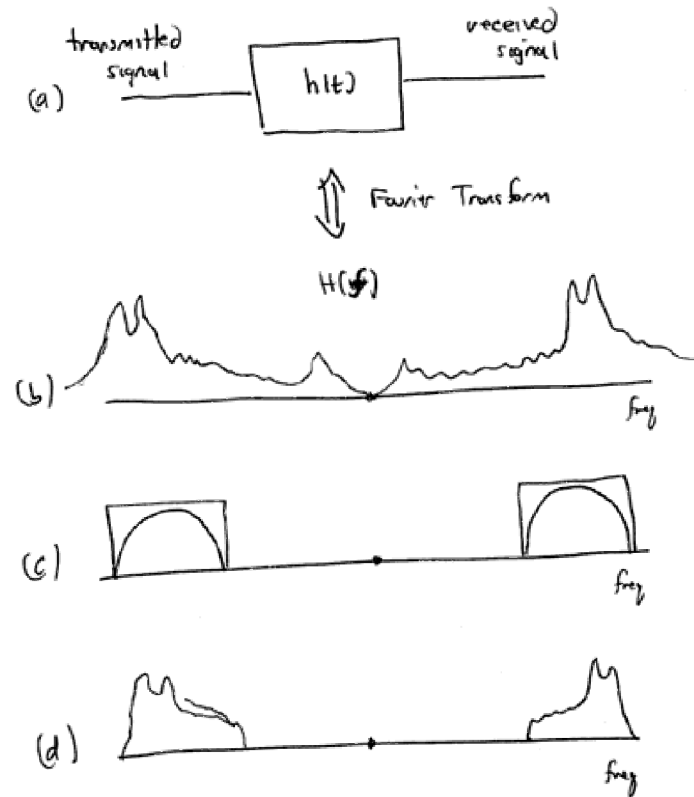 transmitted
signal
received
signal
(a)
h(t)
Fourier Transform
H(f)
(b)
freq
(c)
freq
(d)
freq